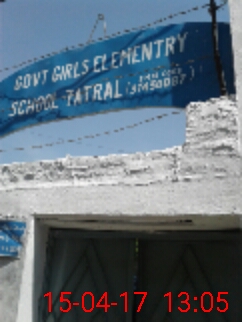 GOVT GIRLS ELEMENTRY
SCHOOL TATRAL
15-04-17 13:05